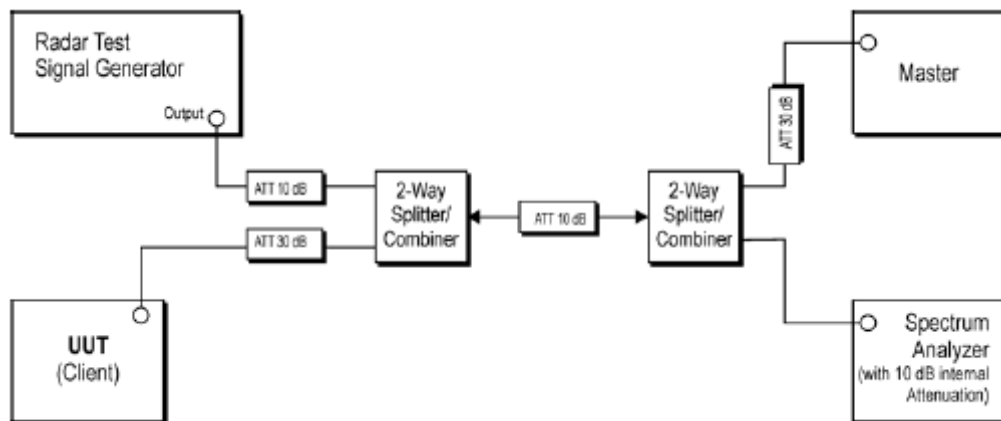 Radar Test
Signal Generator
Output
ATT 10 dB
ATT 30 dB
UUT
(Client)
2-Way
Splitter/
Combiner
ATT 10 dB
2-Way
Splitter/
Combiner
ATT 30 dB
Master
Spectrum
Analyzer
(with 10 dB internal
Attenuation)